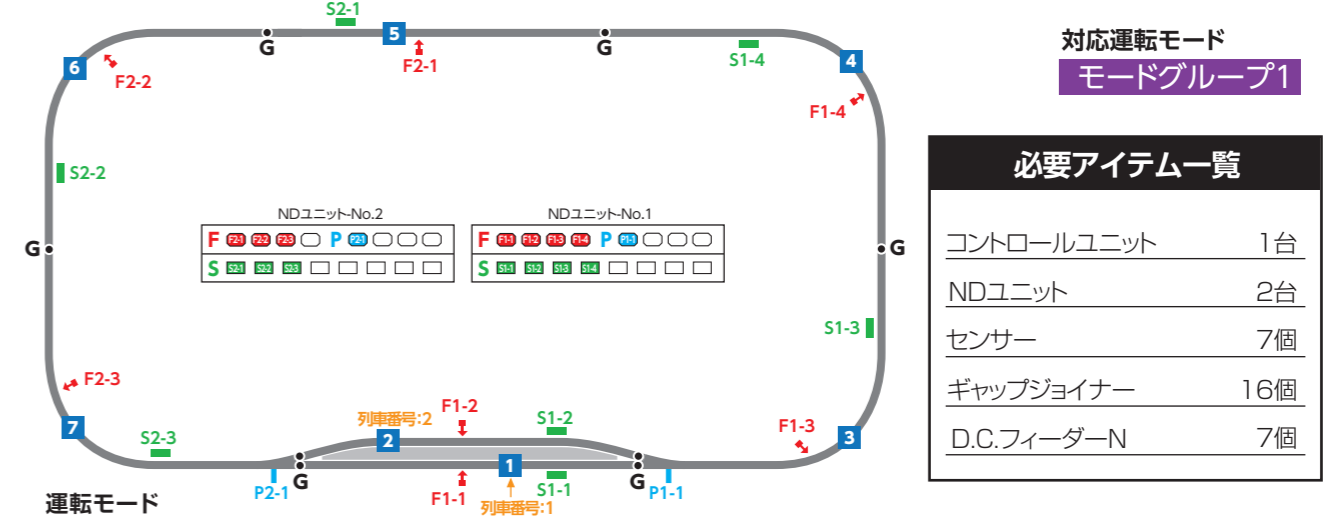 S2-1
5
G
F2-1
G
S1-4
4
6
F2-2
F1-4
対応運転モード
モードグループ1
S2-2
NDユニット-No.2
F F2-1 F2-2 F2-3 P P2-1
S S2-1 S2-2 S2-3
NDユニット-No.1
F F1-1 F1-2 F1-3 F1-4 P P1-1
S S1-1 S1-2 S1-3 S1-4
G
G
S1-3
F2-3
7
S2-3
列車番号:2
2
F1-2
S1-2
F1-3
3
1
P2-1
G
F1-1
列車番号:1
S1-1
G
P1-1
運転モード
必要アイテム一覧
コントロールユニット 1台
NDユニット 2台
センサー 7個
ギャップジョイナー 16個
D.C.フィーダーN 7個